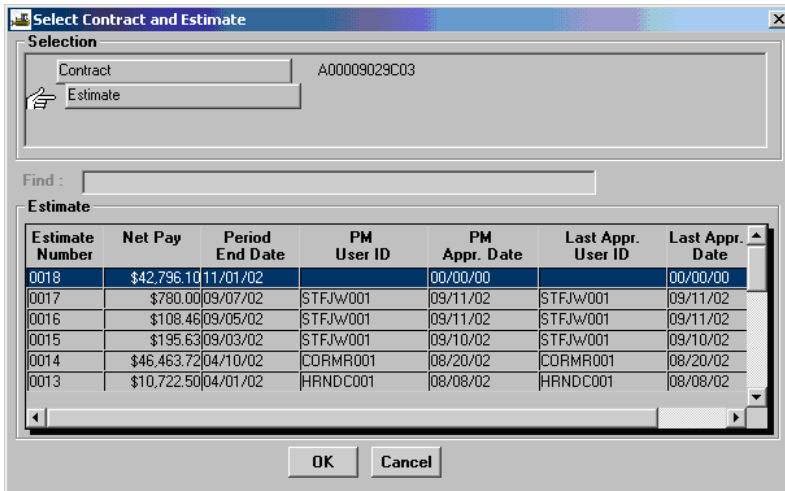 Select Contract and Estimate
Selection
Contract A00009029C03
Estimate
Find :
Estimate
Estimate Number Net Pay Period End Date PM User ID PM Appr. Date Last Appr. User ID Last Appr. Date
0018 $42,796.10 11/01/02 00/00/00 00/00/00
0017 $780.00 09/07/02 STFJW001 09/11/02 STFJW001 09/11/02
0016 $108.46 09/05/02 STFJW001 09/11/02 STFJW001 09/11/02
0015 $195.63 09/03/02 STFJW001 09/10/02 STFJW001 09/10/02
0014 $46,463.72 04/10/02 CORMR001 08/20/02 CORMR001 08/20/02
0013 $10,722.50 04/01/02 HRNDC001 08/08/02 HRNDC001 08/08/02
OK Cancel